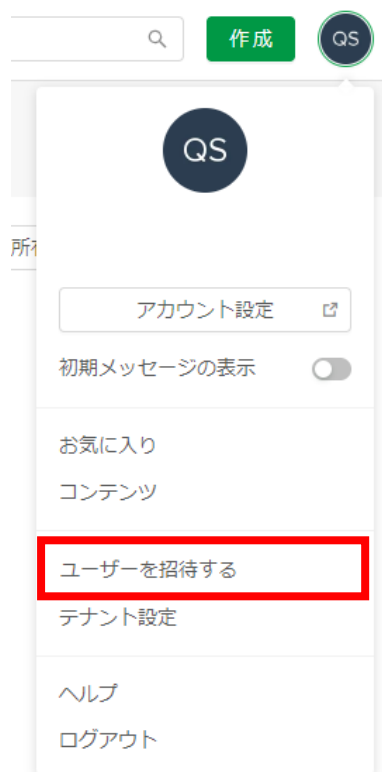 作成
QS
QS
所有
アカウント設定
初期メッセージの表示
お気に入り
コンテンツ
ユーザーを招待する
テナント設定
ヘルプ
ログアウト